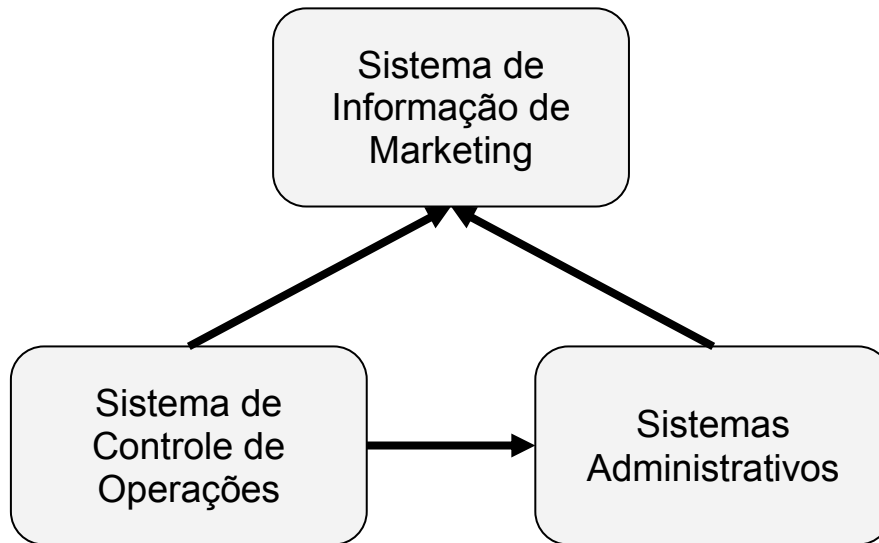 Sistema de
Informação de
Marketing
Sistema de
Controle de
Operações
Sistemas
Administrativos